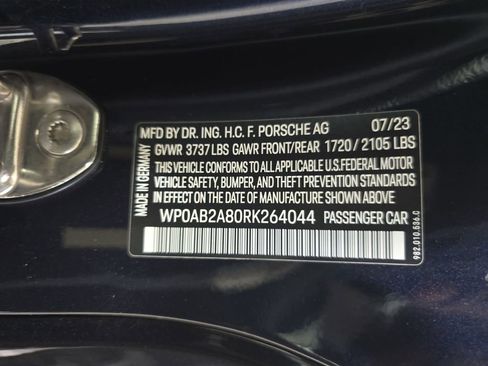 MFD BY DR. ING. H.C. F. PORSCHE AG 07/23
GVWR 3737 LBS GAWR FRONT/REAR 1720 / 2105 LBS
THIS VEHICLE CONFORMS TO ALL APPLICABLE U.S. FEDERAL MOTOR
VEHICLE SAFETY, BUMPER, AND THEFT PREVENTION STANDARDS
IN EFFECT ON THE DATE OF MANUFACTURE SHOWN ABOVE.
WP0AB2A80RK264044 PASSENGER CAR
MADE IN GERMANY
982.010.536.0